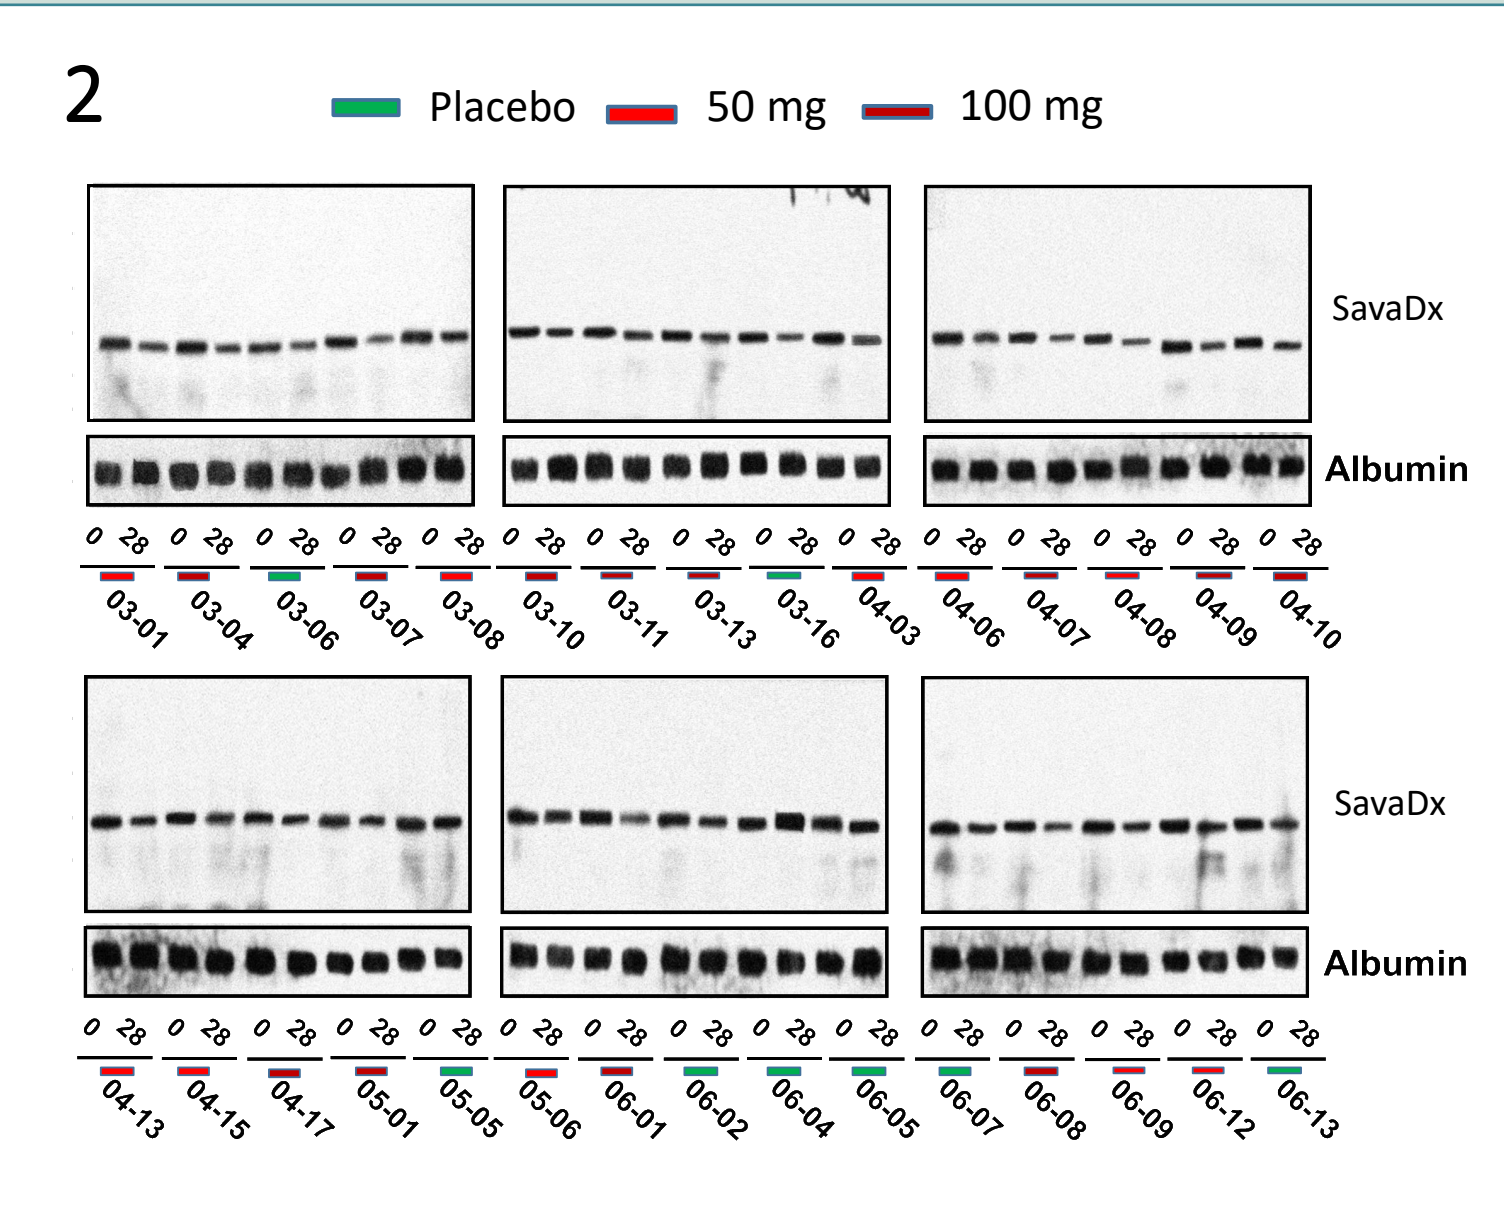 2
Placebo 50 mg 100 mg
SavaDx
Albumin
0 28 0 28 0 28 0 28 0 28 0 28 0 28 0 28 0 28 0 28 0 28 0 28 0 28 0 28 0 28
03-01 03-04 03-06 03-07 03-08 03-10 03-11 03-13 03-16 04-03 04-06 04-07 04-08 04-09 04-10
SavaDx
Albumin
0 28 0 28 0 28 0 28 0 28 0 28 0 28 0 28 0 28 0 28 0 28 0 28 0 28 0 28 0 28
04-13 04-15 04-17 05-01 05-05 05-06 06-01 06-02 06-04 06-05 06-07 06-08 06-09 06-12 06-13